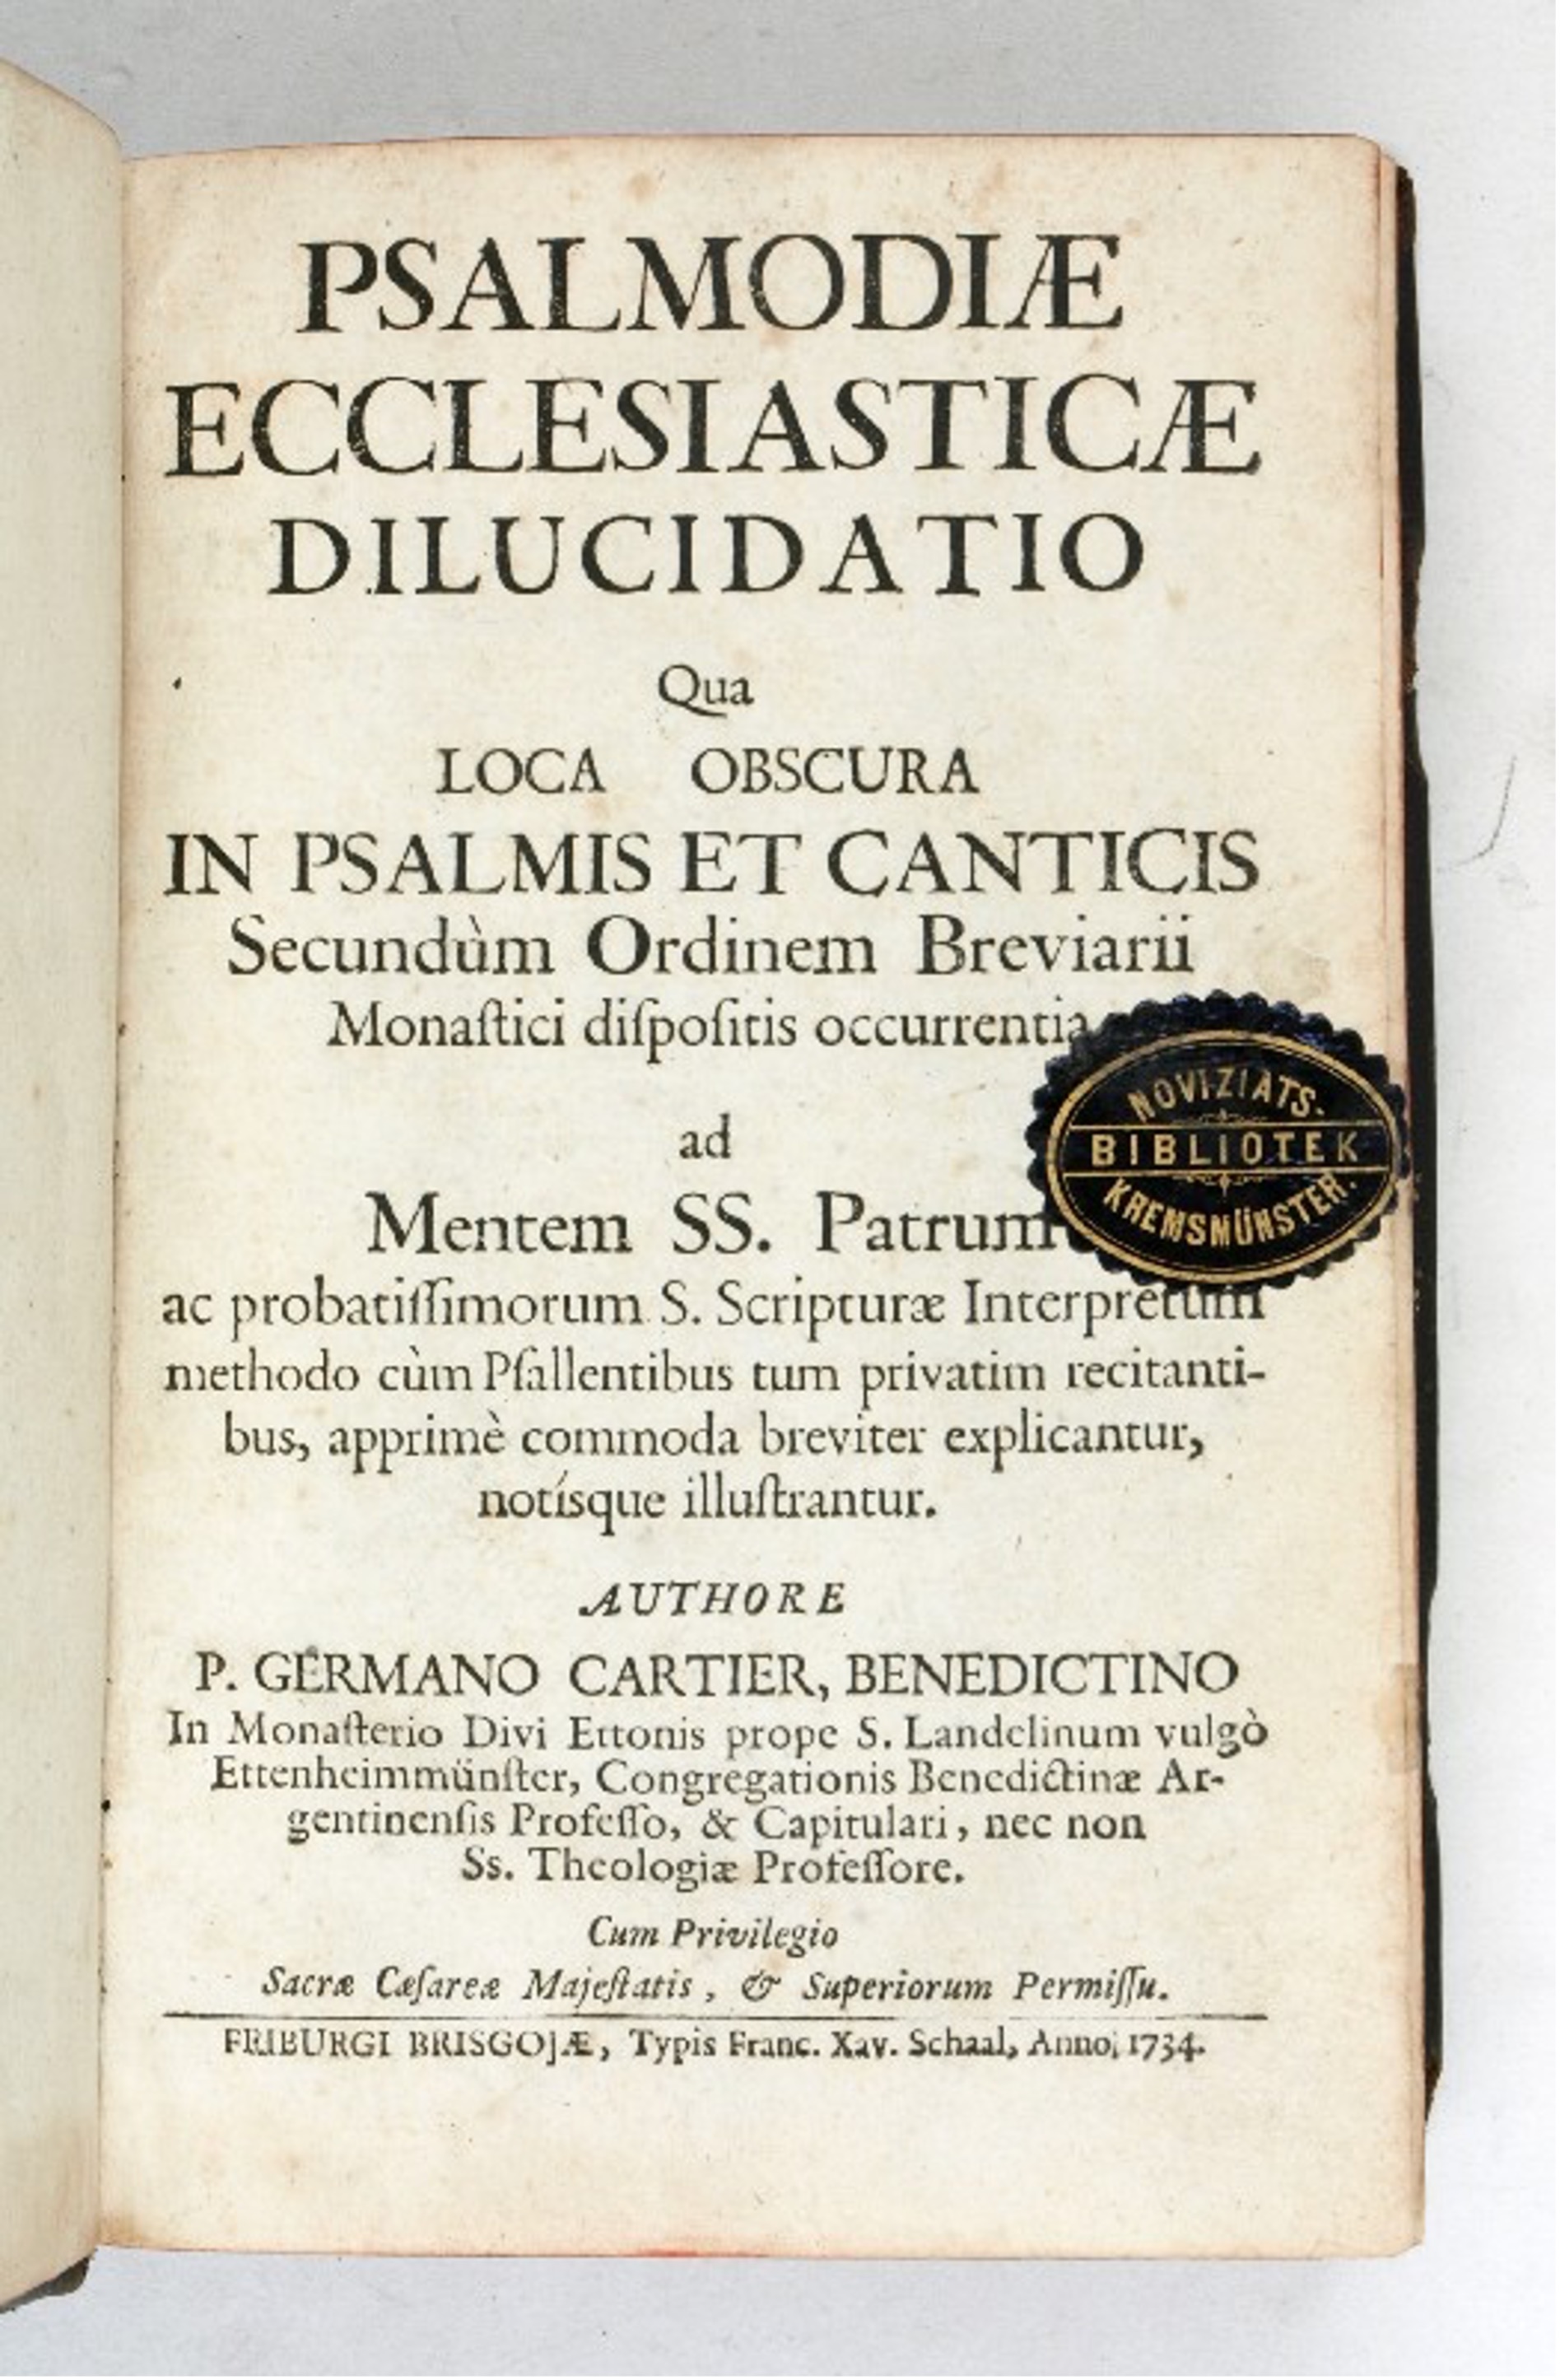 PSALMODIÆ
ECCLESIASTICÆ
DILUCIDATIO
Qua
LOCA OBSCURA
IN PSALMIS ET CANTICIS
Secundùm Ordinem Breviarii
Monaſtici diſpoſitis occurrentia
ad
Mentem SS. Patrum
ac probatiſſimorum S. Scripturæ Interpretum
methodo cùm Pſallentibus tum privatim recitanti-
bus, apprimè commoda breviter explicantur,
notísque illuſtrantur.
AUTHORE
P. GERMANO CARTIER, BENEDICTINO
In Monaſterio Divi Ettonis prope S. Landelinum vulgò
Ettenheimmünſter, Congregationis Benedictinæ Ar-
gentinenſis Profeſſo, & Capitulari, nec non
Ss. Theologiæ Profeſſore.
Cum Privilegio
Sacræ Cæſareæ Majeſtatis, & Superiorum Permiſſu.
FRIBURGI BRISGOJÆ, Typis Franc. Xav. Schaal, Anno, 1734.
NOVIZIATS-
BIBLIOTEK
KREMSMÜNSTER.